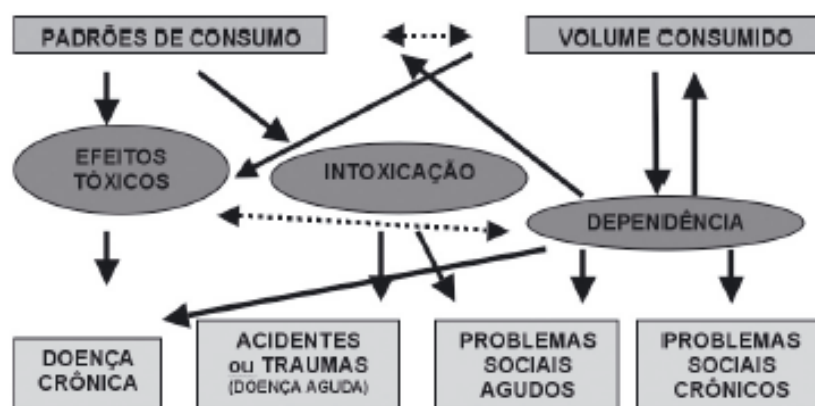 PADRÕES DE CONSUMO
VOLUME CONSUMIDO
EFEITOS
TÓXICOS
INTOXICAÇÃO
DEPENDÊNCIA
DOENÇA
CRÔNICA
ACIDENTES
ou TRAUMAS
(DOENÇA AGUDA)
PROBLEMAS
SOCIAIS
AGUDOS
IPROBLEMAS
SOCIAIS
CRÔNICOS